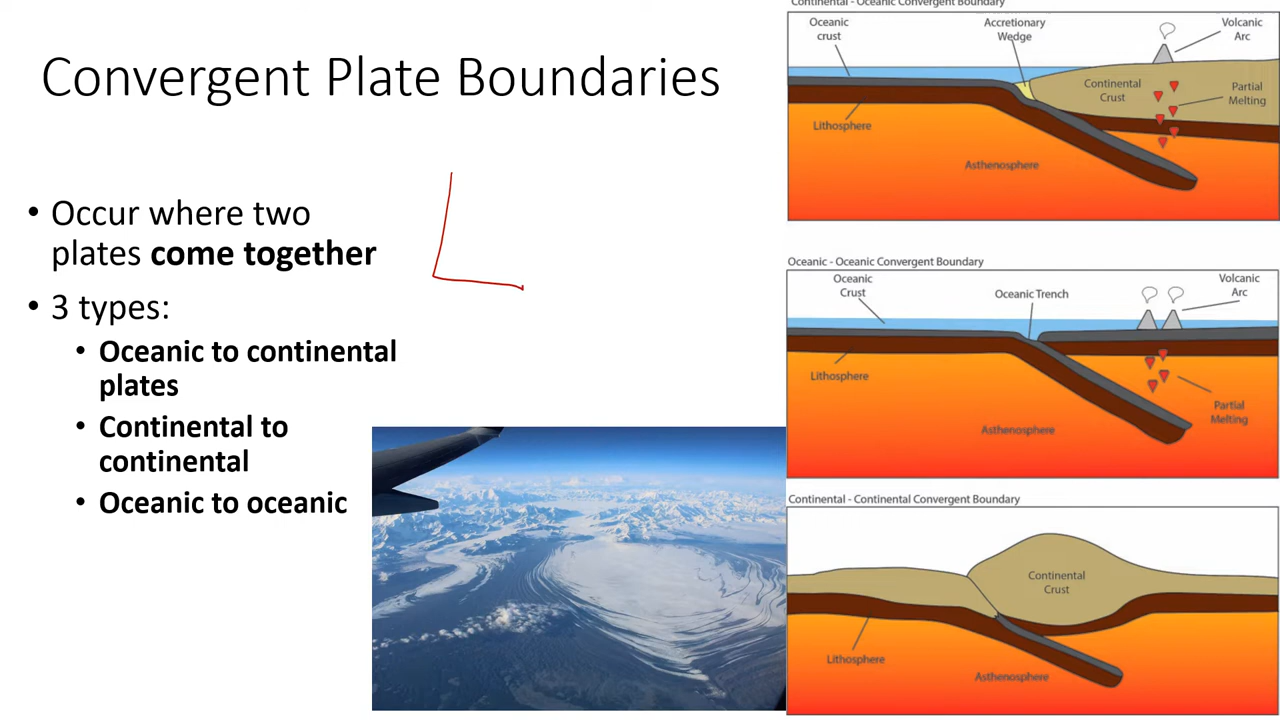 Convergent Plate Boundaries
• Occur where two
plates come together
• 3 types:
• Oceanic to continental
plates
• Continental to
continental
• Oceanic to oceanic
Continental - Oceanic Convergent Boundary
Oceanic
crust
Accretionary
Wedge
Volcanic
Arc
Continental
Crust
Partial
Melting
Lithosphere
Asthenosphere
Oceanic - Oceanic Convergent Boundary
Oceanic
Crust
Oceanic Trench
Volcanic
Arc
Lithosphere
Partial
Melting
Asthenosphere
Continental - Continental Convergent Boundary
Continental
Crust
Lithosphere
Asthenosphere